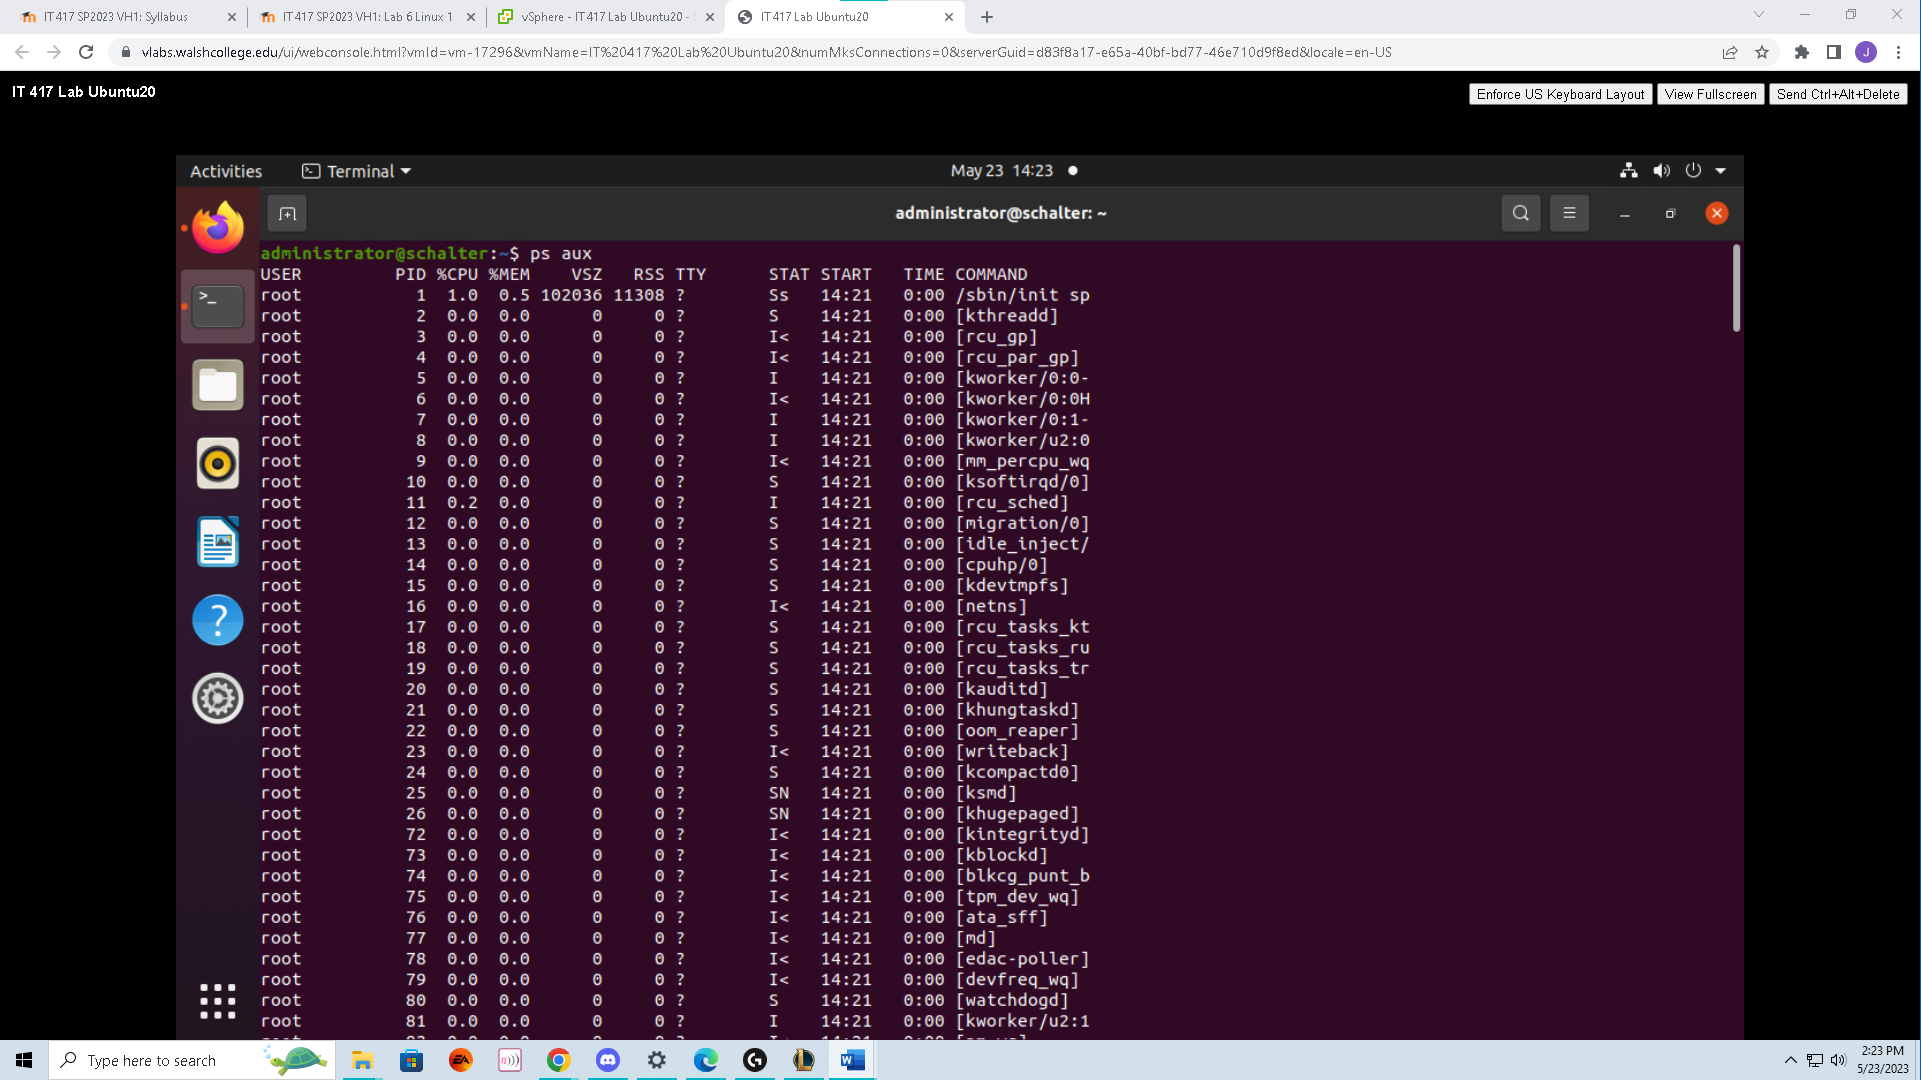 IT417 SP2023 VH1: Syllabus
IT417 SP2023 VH1: Lab 6 Linux 1
vSphere - IT417 Lab Ubuntu20 -
IT417 Lab Ubuntu20
vlabs.walshcollege.edu/ui/webconsole.html?vmId=vm-17296&vmName=IT%20417%20Lab%20Ubuntu20&numMksConnections=0&serverGuid=d83f8a17-e65a-40bf-bd77-46e710d9f8ed&locale=en-US
J
IT 417 Lab Ubuntu20
Enforce US Keyboard Layout View Fullscreen Send Ctrl+Alt+Delete
Activities Terminal May 23 14:23
administrator@schalter: ~
administrator@schalter:~$ ps aux
USER PID %CPU %MEM VSZ RSS TTY STAT START TIME COMMAND
root 1 1.0 0.5 102036 11308 ? Ss 14:21 0:00 /sbin/init sp
root 2 0.0 0.0 0 0 ? S 14:21 0:00 [kthreadd]
root 3 0.0 0.0 0 0 ? I< 14:21 0:00 [rcu_gp]
root 4 0.0 0.0 0 0 ? I< 14:21 0:00 [rcu_par_gp]
root 5 0.0 0.0 0 0 ? I 14:21 0:00 [kworker/0:0-
root 6 0.0 0.0 0 0 ? I< 14:21 0:00 [kworker/0:0H
root 7 0.0 0.0 0 0 ? I 14:21 0:00 [kworker/0:1-
root 8 0.0 0.0 0 0 ? I 14:21 0:00 [kworker/u2:0
root 9 0.0 0.0 0 0 ? I< 14:21 0:00 [mm_percpu_wq
root 10 0.0 0.0 0 0 ? S 14:21 0:00 [ksoftirqd/0]
root 11 0.2 0.0 0 0 ? I 14:21 0:00 [rcu_sched]
root 12 0.0 0.0 0 0 ? S 14:21 0:00 [migration/0]
root 13 0.0 0.0 0 0 ? S 14:21 0:00 [idle_inject/
root 14 0.0 0.0 0 0 ? S 14:21 0:00 [cpuhp/0]
root 15 0.0 0.0 0 0 ? S 14:21 0:00 [kdevtmpfs]
root 16 0.0 0.0 0 0 ? I< 14:21 0:00 [netns]
root 17 0.0 0.0 0 0 ? S 14:21 0:00 [rcu_tasks_kt
root 18 0.0 0.0 0 0 ? S 14:21 0:00 [rcu_tasks_ru
root 19 0.0 0.0 0 0 ? S 14:21 0:00 [rcu_tasks_tr
root 20 0.0 0.0 0 0 ? S 14:21 0:00 [kauditd]
root 21 0.0 0.0 0 0 ? S 14:21 0:00 [khungtaskd]
root 22 0.0 0.0 0 0 ? S 14:21 0:00 [oom_reaper]
root 23 0.0 0.0 0 0 ? I< 14:21 0:00 [writeback]
root 24 0.0 0.0 0 0 ? S 14:21 0:00 [kcompactd0]
root 25 0.0 0.0 0 0 ? SN 14:21 0:00 [ksmd]
root 26 0.0 0.0 0 0 ? SN 14:21 0:00 [khugepaged]
root 72 0.0 0.0 0 0 ? I< 14:21 0:00 [kintegrityd]
root 73 0.0 0.0 0 0 ? I< 14:21 0:00 [kblockd]
root 74 0.0 0.0 0 0 ? I< 14:21 0:00 [blkcg_punt_b
root 75 0.0 0.0 0 0 ? I< 14:21 0:00 [tpm_dev_wq]
root 76 0.0 0.0 0 0 ? I< 14:21 0:00 [ata_sff]
root 77 0.0 0.0 0 0 ? I< 14:21 0:00 [md]
root 78 0.0 0.0 0 0 ? I< 14:21 0:00 [edac-poller]
root 79 0.0 0.0 0 0 ? I< 14:21 0:00 [devfreq_wq]
root 80 0.0 0.0 0 0 ? S 14:21 0:00 [watchdogd]
root 81 0.0 0.0 0 0 ? I 14:21 0:00 [kworker/u2:1
Type here to search
2:23 PM
5/23/2023